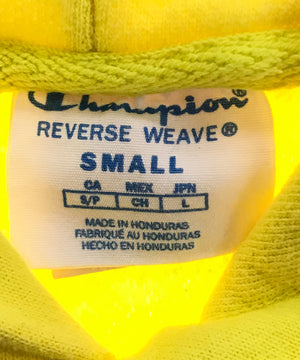 Champion
REVERSE WEAVE®
SMALL
CA MEX JPN
S/P CH L
MADE IN HONDURAS
FABRIQUÉ AU HONDURAS
HECHO EN HONDURAS